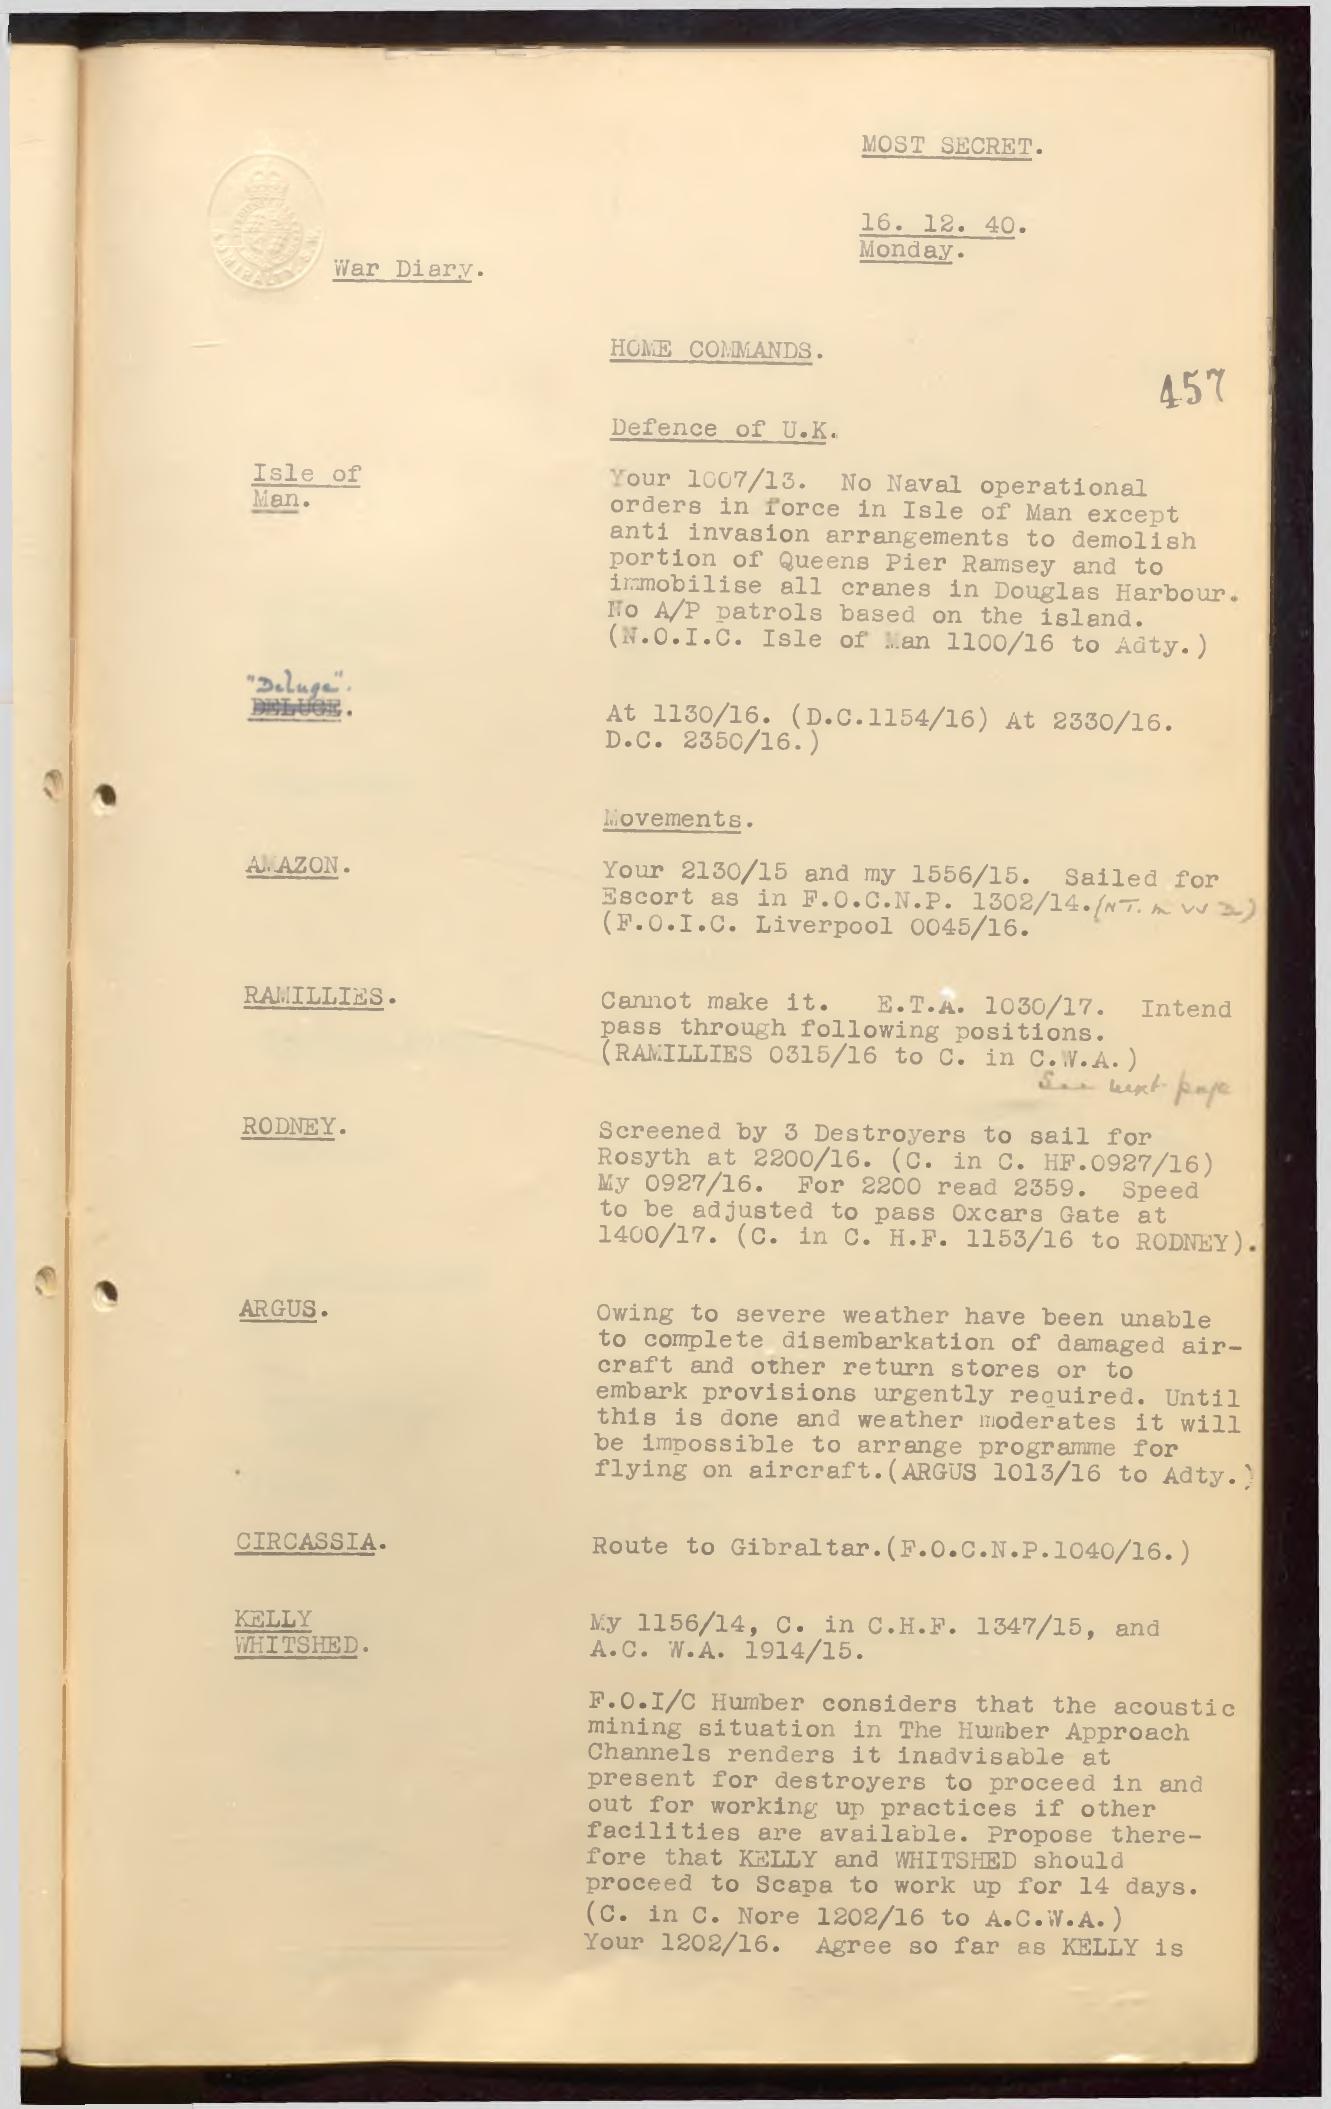 MOST SECRET.
16. 12. 40.
Monday.
War Diary.
HOME COMMANDS.
457
Defence of U.K.
Isle of
Man.
Your 1007/13. No Naval operational
orders in force in Isle of Man except
anti invasion arrangements to demolish
portion of Queens Pier Ramsey and to
immobilise all cranes in Douglas Harbour.
No A/P patrols based on the island.
(N.O.I.C. Isle of Man 1100/16 to Adty.)
"Deluge".
DELUGE.
At 1130/16. (D.C.1154/16) At 2330/16.
D.C. 2350/16.)
Movements.
AMAZON.
Your 2130/15 and my 1556/15. Sailed for
Escort as in F.O.C.N.P. 1302/14.
(F.O.I.C. Liverpool 0045/16.
RAMILLIES.
Cannot make it. E.T.A. 1030/17. Intend
pass through following positions.
(RAMILLIES 0315/16 to C. in C.W.A.)
See next page
RODNEY.
Screened by 3 Destroyers to sail for
Rosyth at 2200/16. (C. in C. HF.0927/16)
My 0927/16. For 2200 read 2359. Speed
to be adjusted to pass Oxcars Gate at
1400/17. (C. in C. H.F. 1153/16 to RODNEY).
ARGUS.
Owing to severe weather have been unable
to complete disembarkation of damaged air-
craft and other return stores or to
embark provisions urgently required. Until
this is done and weather moderates it will
be impossible to arrange programme for
flying on aircraft.(ARGUS 1013/16 to Adty.)
CIRCASSIA.
Route to Gibraltar.(F.O.C.N.P.1040/16.)
KELLY
WHITSHED.
My 1156/14, C. in C.H.F. 1347/15, and
A.C. W.A. 1914/15.
F.O.I/C Humber considers that the acoustic
mining situation in The Humber Approach
Channels renders it inadvisable at
present for destroyers to proceed in and
out for working up practices if other
facilities are available. Propose there-
fore that KELLY and WHITSHED should
proceed to Scapa to work up for 14 days.
(C. in C. Nore 1202/16 to A.C.W.A.)
Your 1202/16. Agree so far as KELLY is